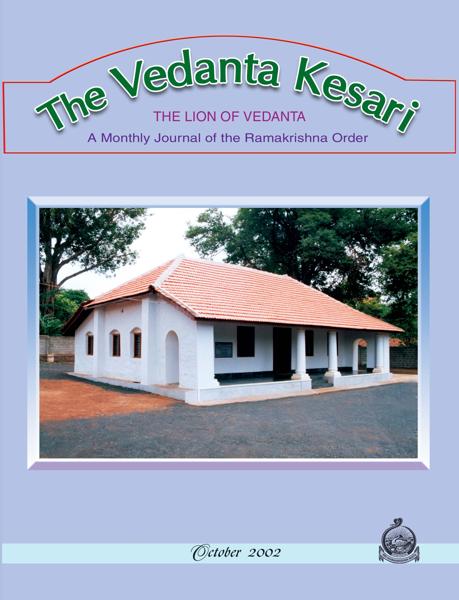 The Vedanta Kesari
THE LION OF VEDANTA
A Monthly Journal of the Ramakrishna Order
October 2002